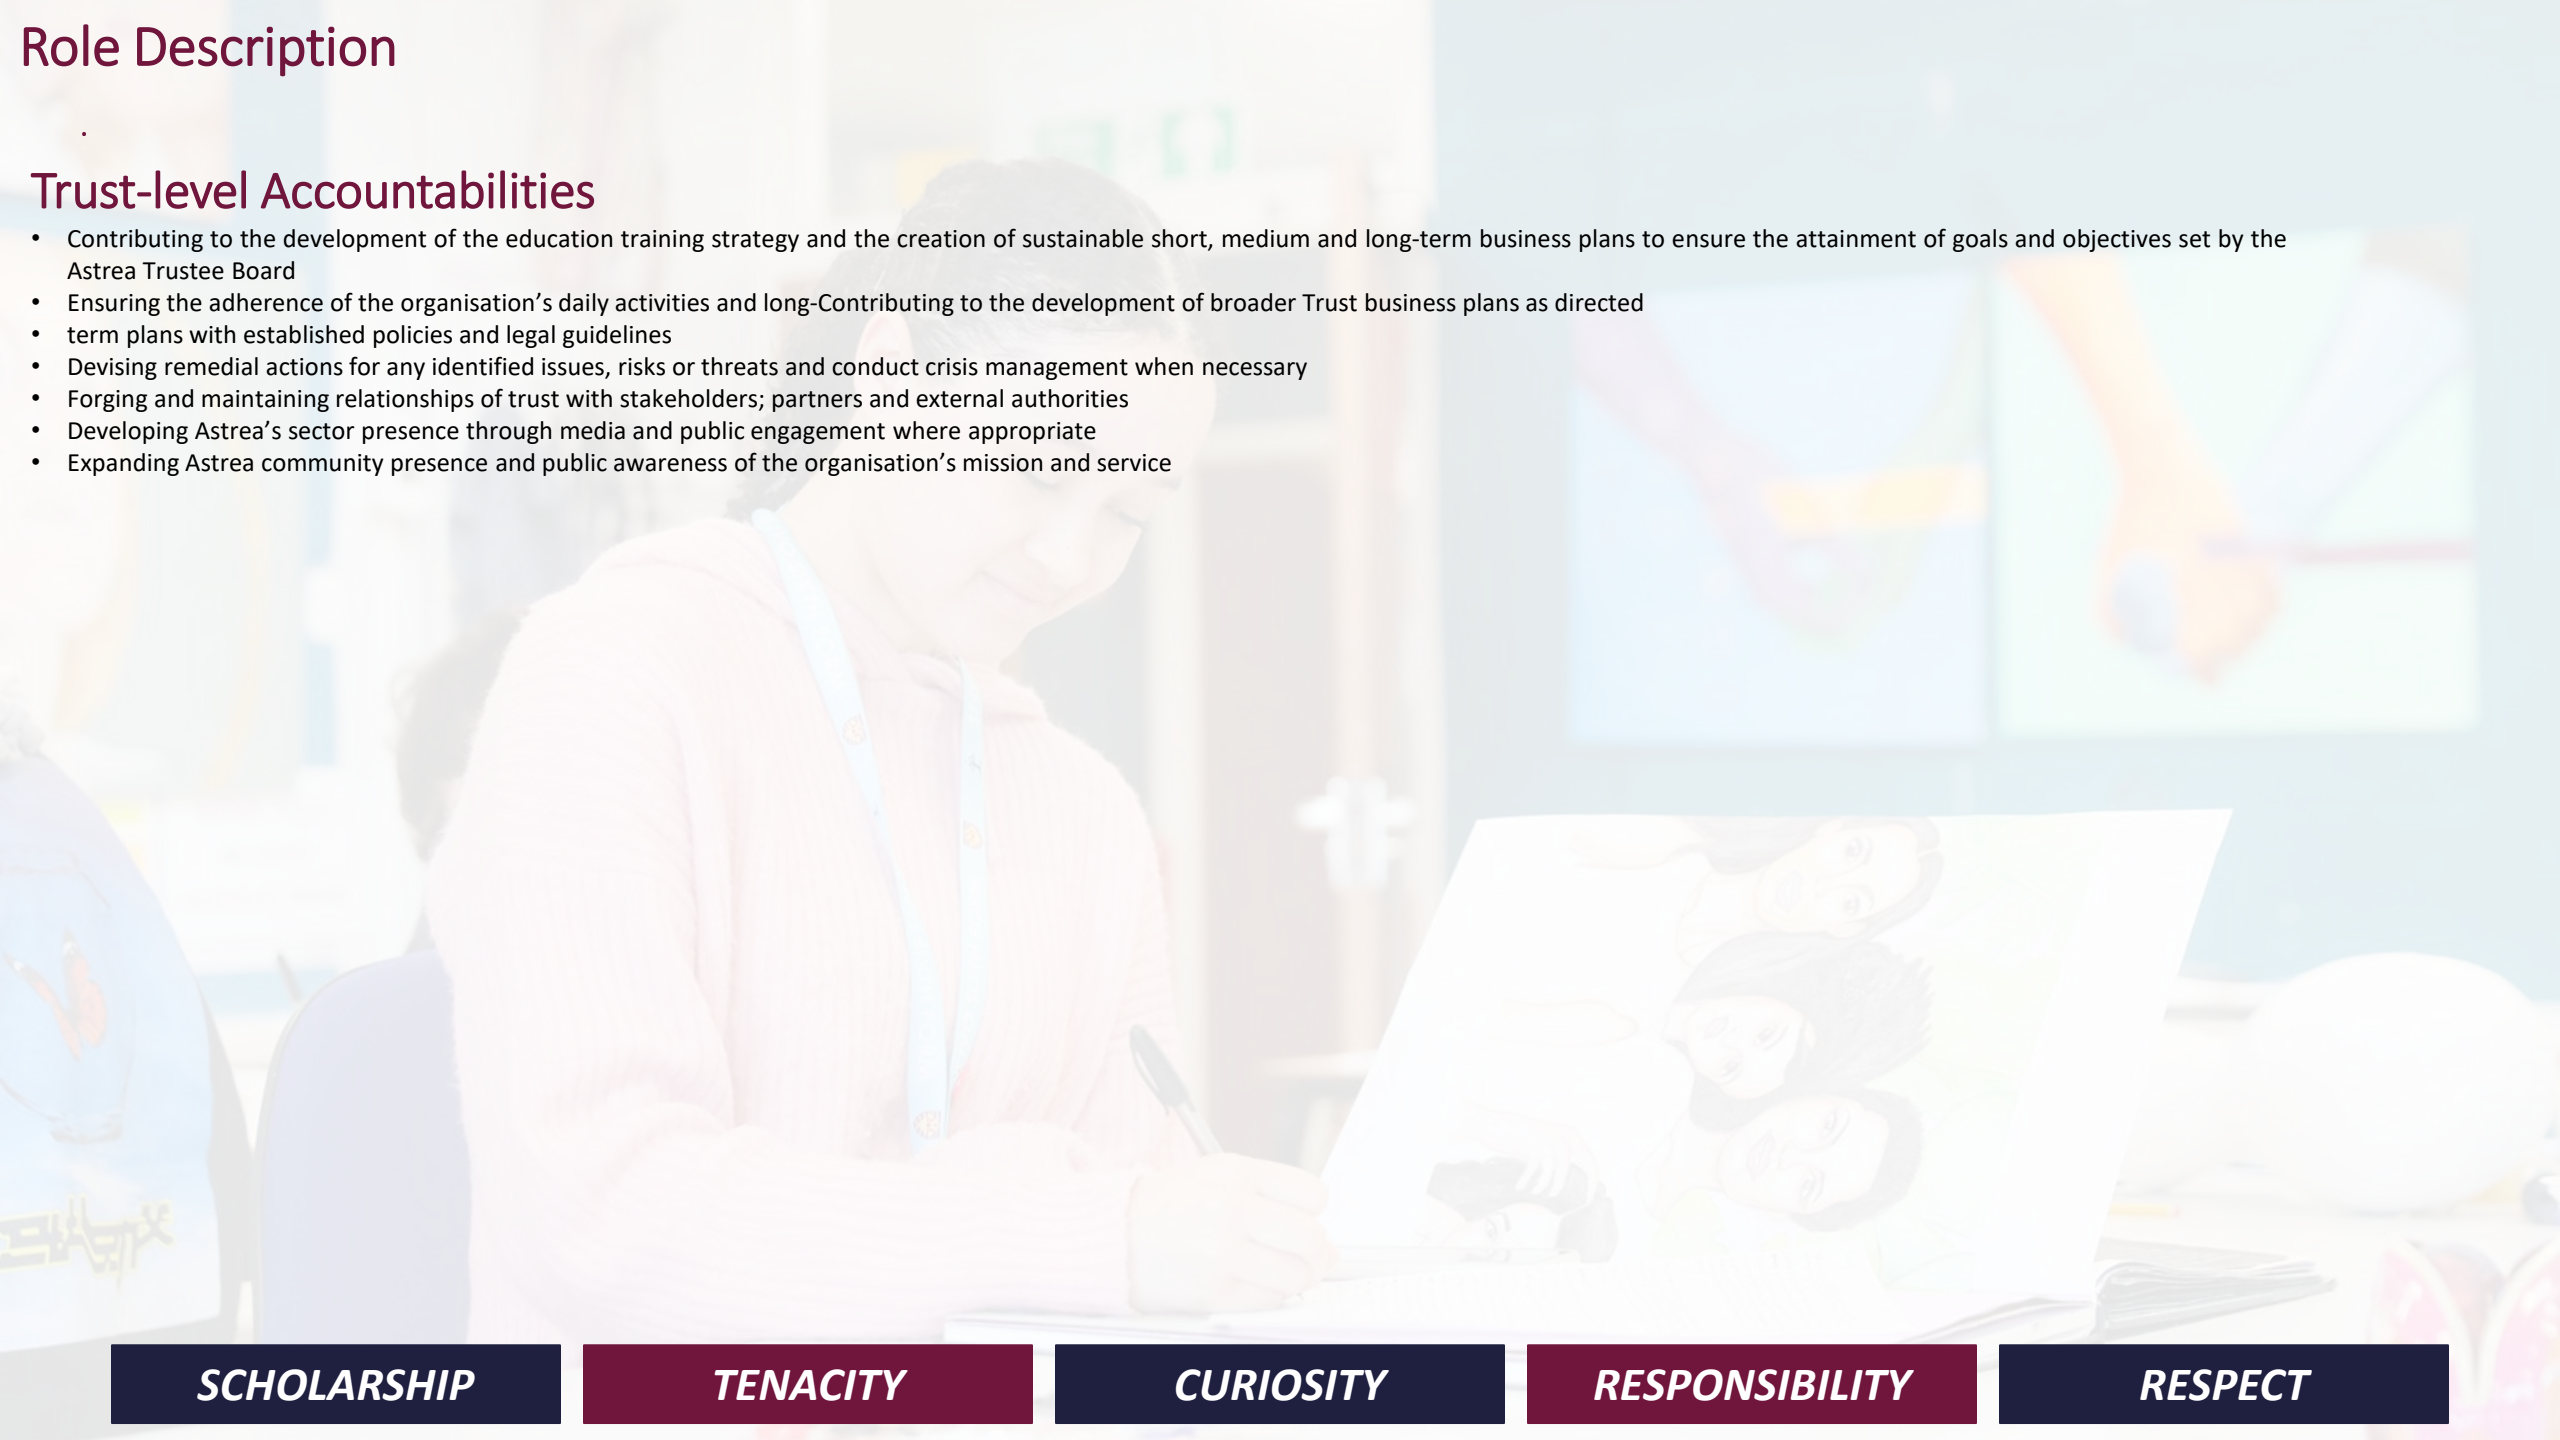 Role Description
.
Trust-level Accountabilities
• Contributing to the development of the education training strategy and the creation of sustainable short, medium and long-term business plans to ensure the attainment of goals and objectives set by the
Astrea Trustee Board
• Ensuring the adherence of the organisation’s daily activities and long-Contributing to the development of broader Trust business plans as directed
• term plans with established policies and legal guidelines
• Devising remedial actions for any identified issues, risks or threats and conduct crisis management when necessary
• Forging and maintaining relationships of trust with stakeholders; partners and external authorities
• Developing Astrea’s sector presence through media and public engagement where appropriate
• Expanding Astrea community presence and public awareness of the organisation’s mission and service
SCHOLARSHIP
TENACITY
CURIOSITY
RESPONSIBILITY
RESPECT